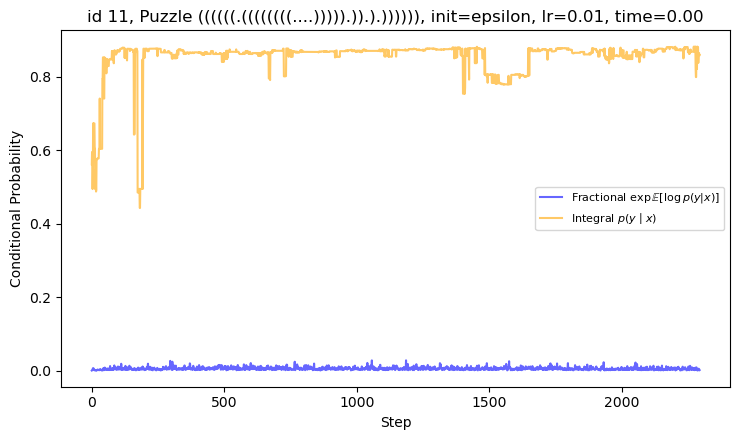 id 11, Puzzle ((((((.((((((((....))))).)).).)))))), init=epsilon, lr=0.01, time=0.00
Conditional Probability
0.8
0.6
0.4
0.2
0.0
Fractional exp𝔼[log p(y|x)]
Integral p(y | x)
0
500
1000
1500
2000
Step